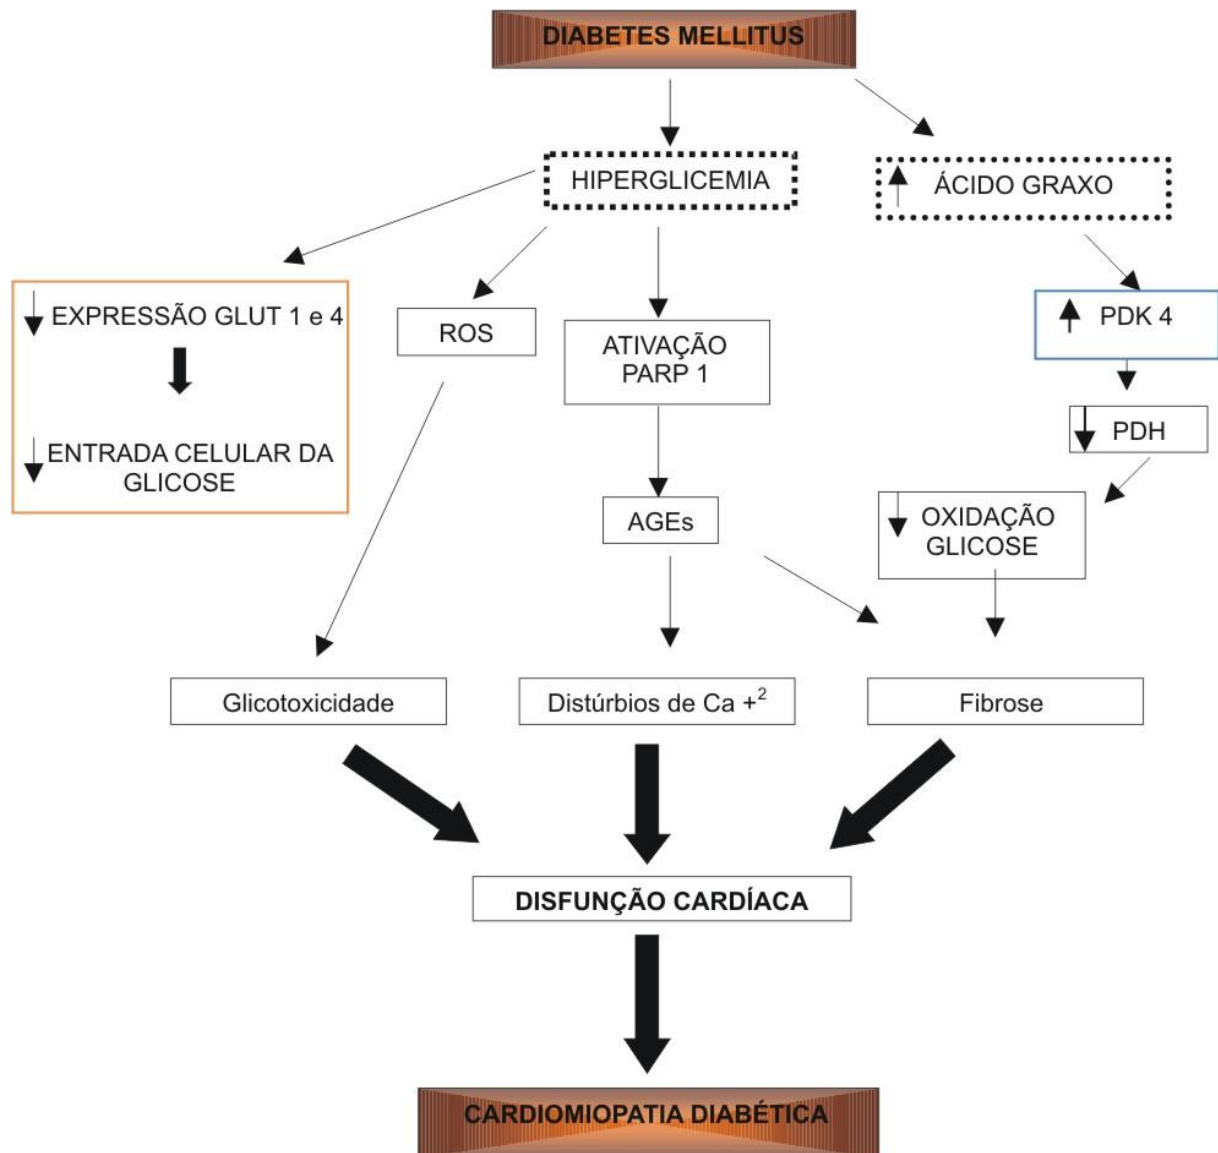 DIABETES MELLITUS
HIPERGLICEMIA
ÁCIDO GRAXO
EXPRESSÃO GLUT 1 e 4
ENTRADA CELULAR DA
GLICOSE
ROS
ATIVAÇÃO
PARP 1
PDK 4
PDH
AGEs
OXIDAÇÃO
GLICOSE
Glicotoxicidade
Distúrbios de Ca +²
Fibrose
DISFUNÇÃO CARDÍACA
CARDIOMIOPATIA DIABÉTICA